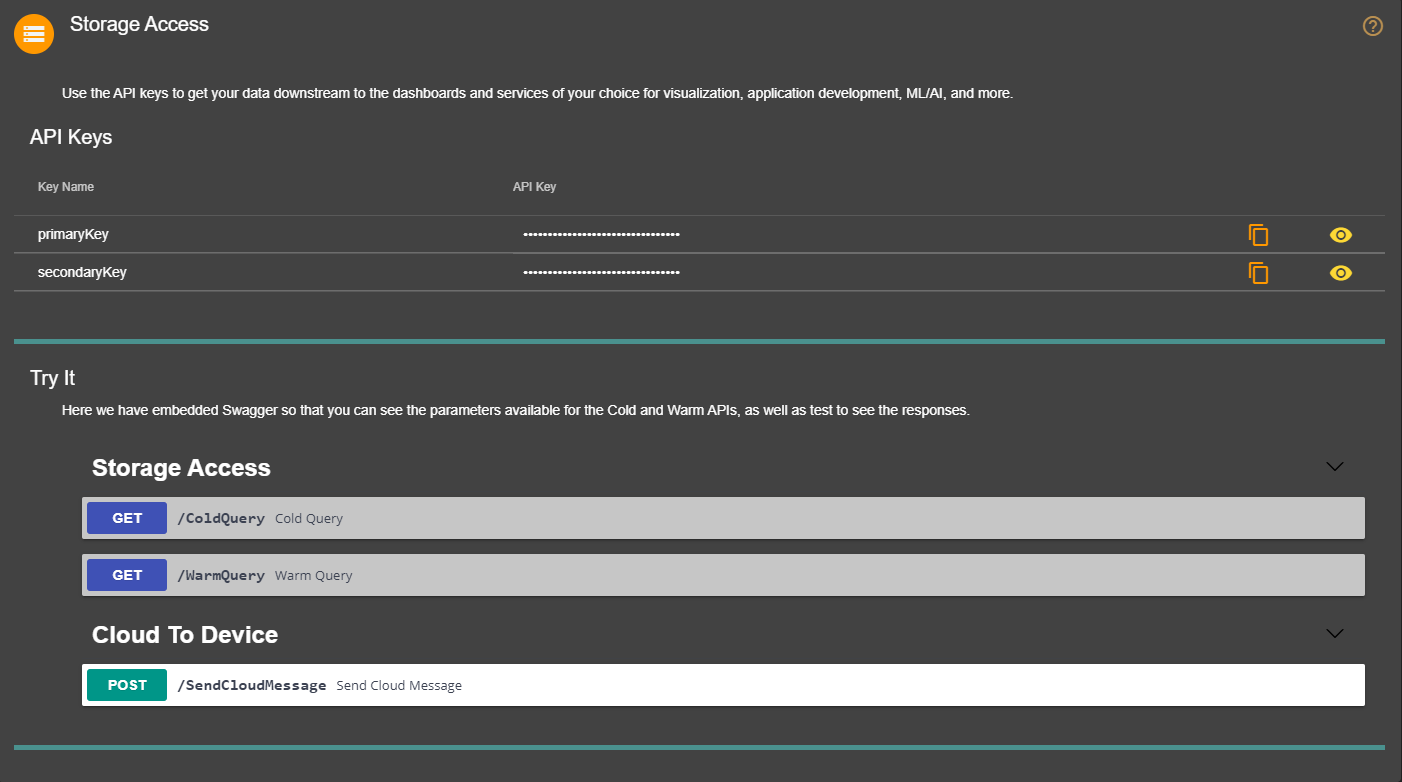 Storage Access
Use the API keys to get your data downstream to the dashboards and services of your choice for visualization, application development, ML/AI, and more.
API Keys
Key Name API Key
primaryKey ••••••••••••••••••••••••••••••••
secondaryKey ••••••••••••••••••••••••••••••••
Try It
Here we have embedded Swagger so that you can see the parameters available for the Cold and Warm APIs, as well as test to see the responses.
Storage Access
GET /ColdQuery Cold Query
GET /WarmQuery Warm Query
Cloud To Device
POST /SendCloudMessage Send Cloud Message